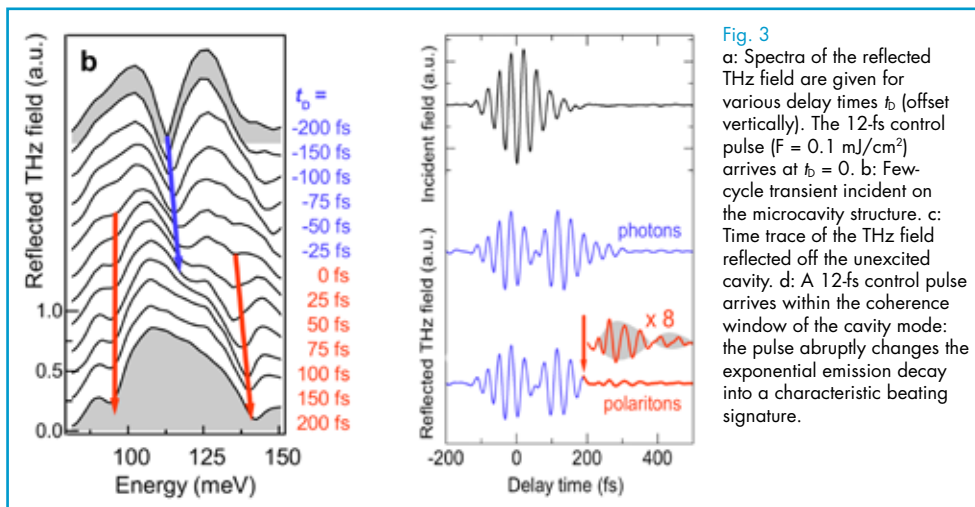 b
Reflected THz field (a.u.)
1.0
0.5
0.0
100
125
150
Energy (meV)
t_D =
-200 fs
-150 fs
-100 fs
-75 fs
-50 fs
-25 fs
0 fs
25 fs
50 fs
75 fs
100 fs
150 fs
200 fs
Incident field (a.u.)
Reflected THz field (a.u.)
photons
x 8
polaritons
-200
0
200
400
Delay time (fs)
Fig. 3
a: Spectra of the reflected
THz field are given for
various delay times t_D (offset
vertically). The 12-fs control
pulse (F = 0.1 mJ/cm²)
arrives at t_D = 0. b: Few-
cycle transient incident on
the microcavity structure. c:
Time trace of the THz field
reflected off the unexcited
cavity. d: A 12-fs control pulse
arrives within the coherence
window of the cavity mode:
the pulse abruptly changes the
exponential emission decay
into a characteristic beating
signature.